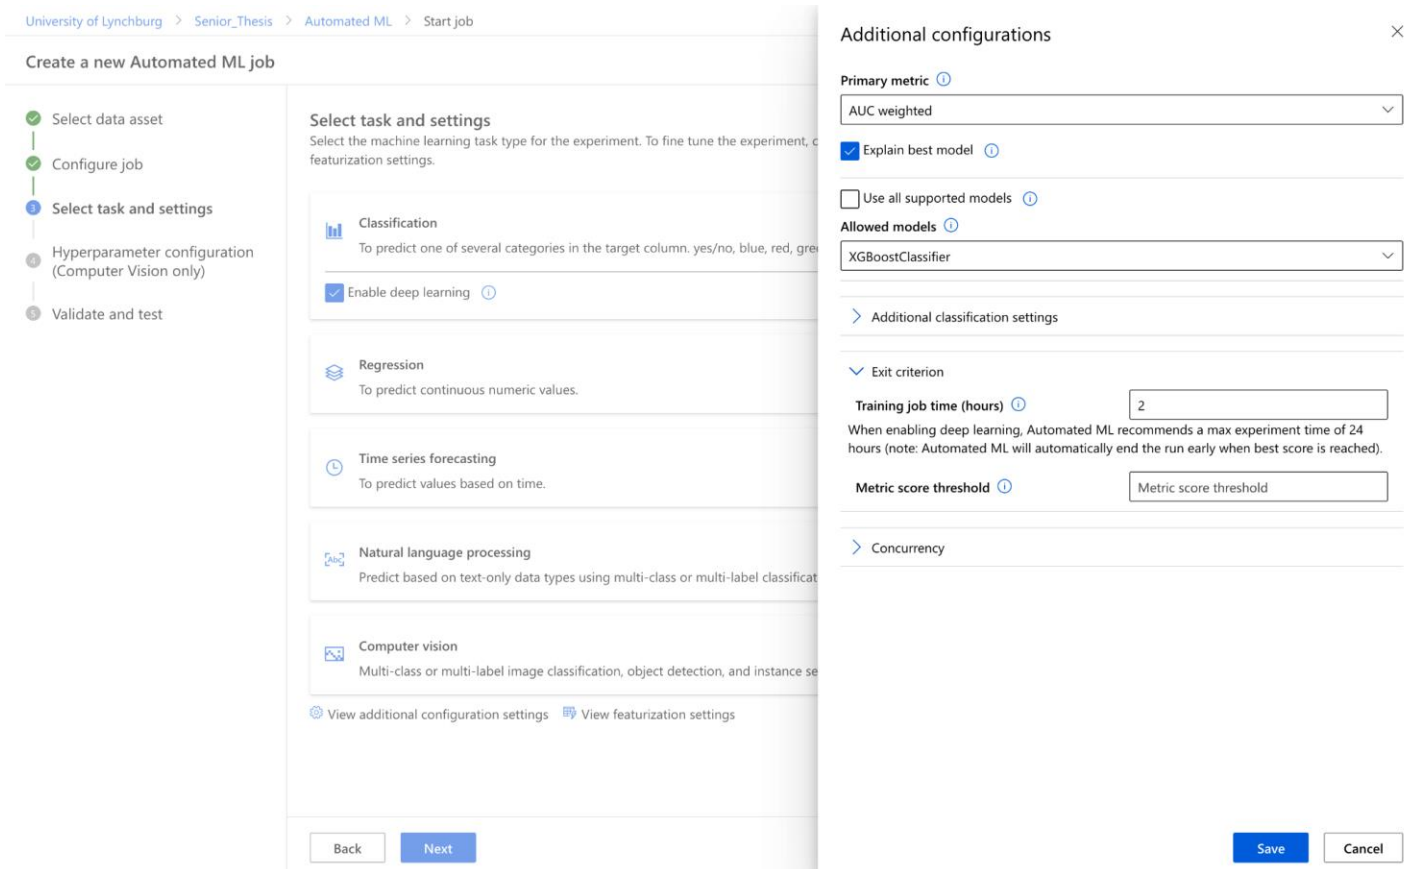 University of Lynchburg > Senior_Thesis > Automated ML > Start job
Create a new Automated ML job
Select data asset
Configure job
3 Select task and settings
4 Hyperparameter configuration
(Computer Vision only)
5 Validate and test
Select task and settings
Select the machine learning task type for the experiment. To fine tune the experiment, c
featurization settings.
Classification
To predict one of several categories in the target column. yes/no, blue, red, gree
Enable deep learning
Regression
To predict continuous numeric values.
Time series forecasting
To predict values based on time.
Abc
Natural language processing
Predict based on text-only data types using multi-class or multi-label classificat
Computer vision
Multi-class or multi-label image classification, object detection, and instance se
View additional configuration settings View featurization settings
Back Next
Additional configurations
Primary metric
AUC weighted
Explain best model
Use all supported models
Allowed models
XGBoostClassifier
Additional classification settings
Exit criterion
Training job time (hours) 2
When enabling deep learning, Automated ML recommends a max experiment time of 24
hours (note: Automated ML will automatically end the run early when best score is reached).
Metric score threshold Metric score threshold
Concurrency
Save Cancel